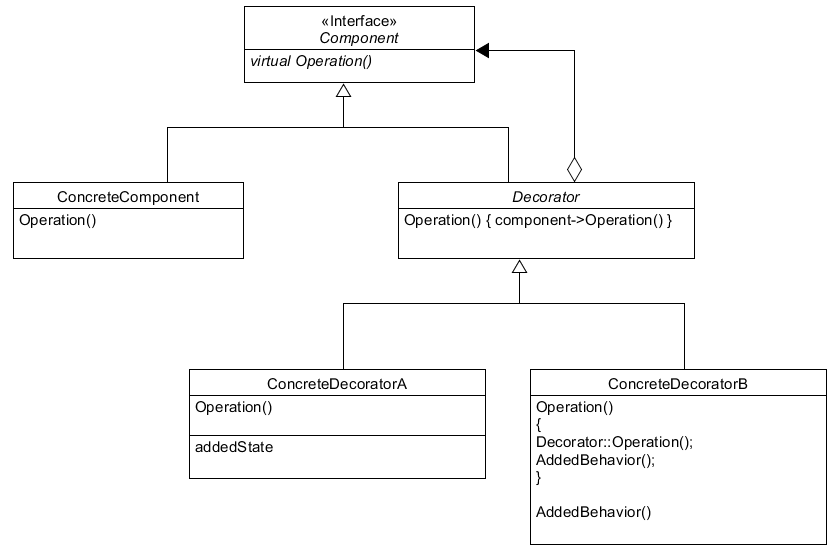 «Interface»
Component
virtual Operation()
ConcreteComponent
Operation()
Decorator
Operation() { component->Operation() }
ConcreteDecoratorA
Operation()
addedState
ConcreteDecoratorB
Operation()
{
Decorator::Operation();
AddedBehavior();
}
AddedBehavior()